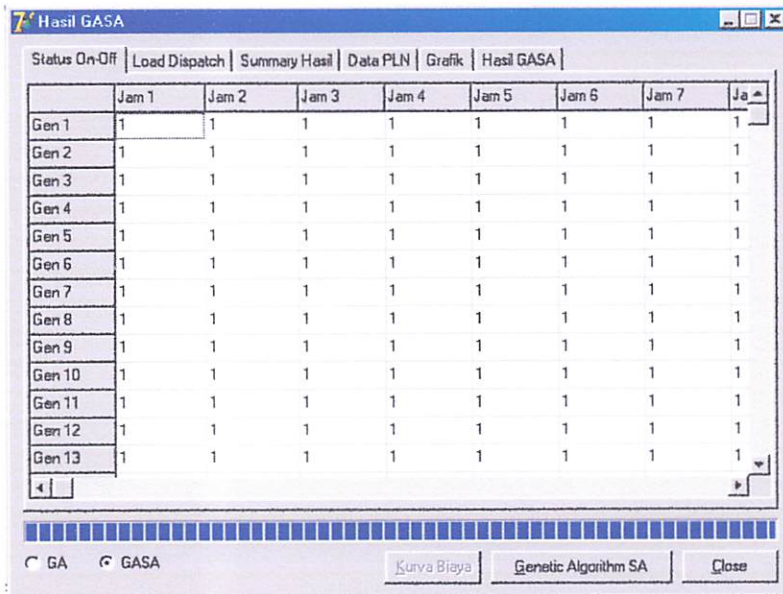 Hasil GASA
Status On-Off Load Dispatch Summary Hasil Data PLN Grafik Hasil GASA
Jam 1 Jam 2 Jam 3 Jam 4 Jam 5 Jam 6 Jam 7 Ja
Gen 1 1 1 1 1 1 1 1 1
Gen 2 1 1 1 1 1 1 1 1
Gen 3 1 1 1 1 1 1 1 1
Gen 4 1 1 1 1 1 1 1 1
Gen 5 1 1 1 1 1 1 1 1
Gen 6 1 1 1 1 1 1 1 1
Gen 7 1 1 1 1 1 1 1 1
Gen 8 1 1 1 1 1 1 1 1
Gen 9 1 1 1 1 1 1 1 1
Gen 10 1 1 1 1 1 1 1 1
Gen 11 1 1 1 1 1 1 1 1
Gen 12 1 1 1 1 1 1 1 1
Gen 13 1 1 1 1 1 1 1 1
GA GASA Kurva Biaya Genetic Algorithm SA Close